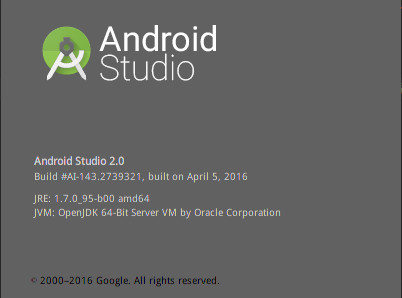 Android
Studio
Android Studio 2.0
Build #AI-143.2739321, built on April 5, 2016
JRE: 1.7.0_95-b00 amd64
JVM: OpenJDK 64-Bit Server VM by Oracle Corporation
© 2000–2016 Google. All rights reserved.